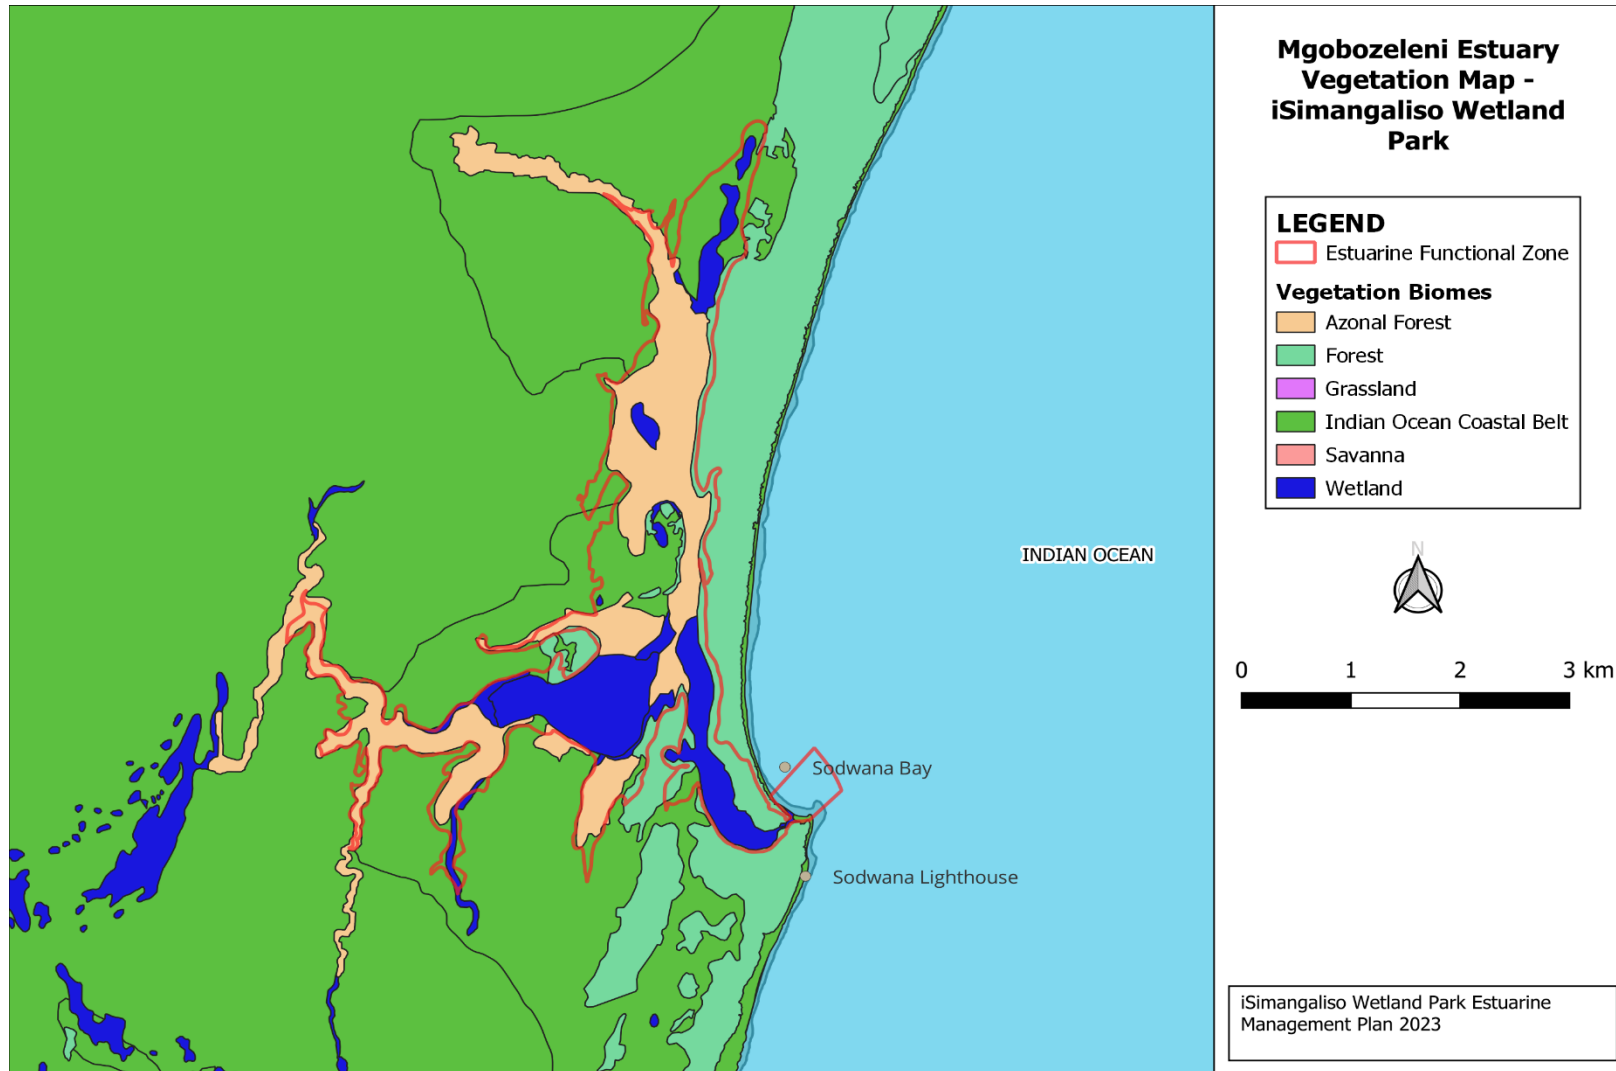 Mgobozeleni Estuary
Vegetation Map -
iSimangaliso Wetland
Park
LEGEND
Estuarine Functional Zone
Vegetation Biomes
Azonal Forest
Forest
Grassland
Indian Ocean Coastal Belt
Savanna
Wetland
INDIAN OCEAN
N
0 1 2 3 km
Sodwana Bay
Sodwana Lighthouse
iSimangaliso Wetland Park Estuarine
Management Plan 2023